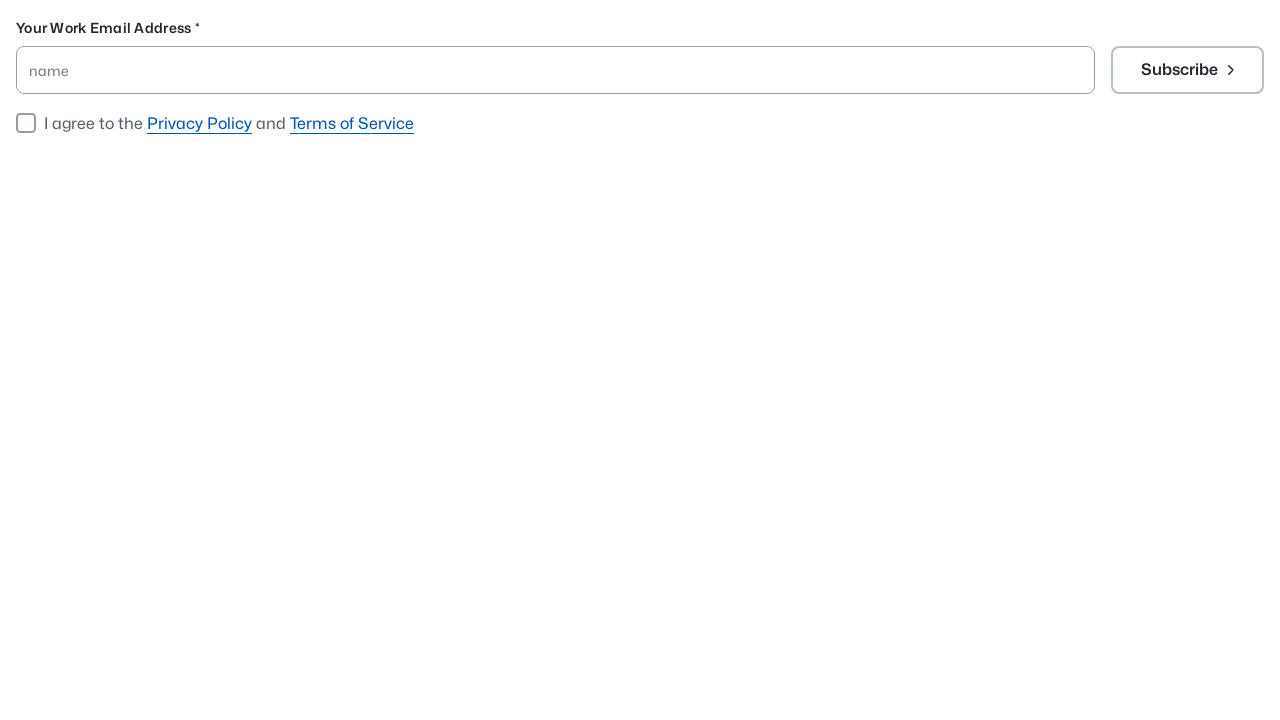 Your Work Email Address *
name
Subscribe
I agree to the Privacy Policy and Terms of Service